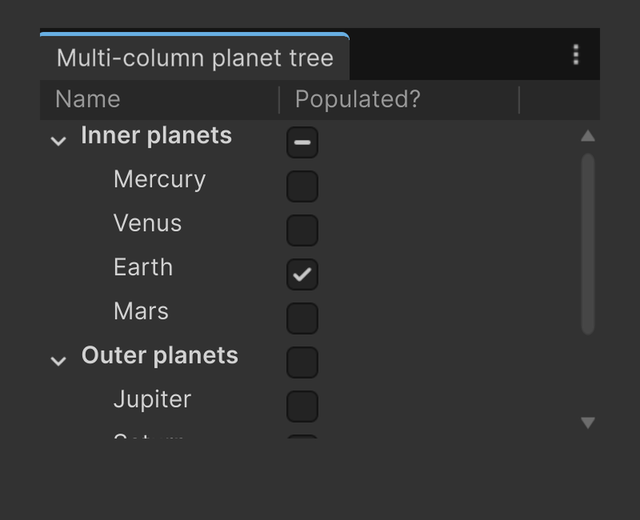 Multi-column planet tree
Name Populated?
Inner planets
Mercury
Venus
Earth
Mars
Outer planets
Jupiter